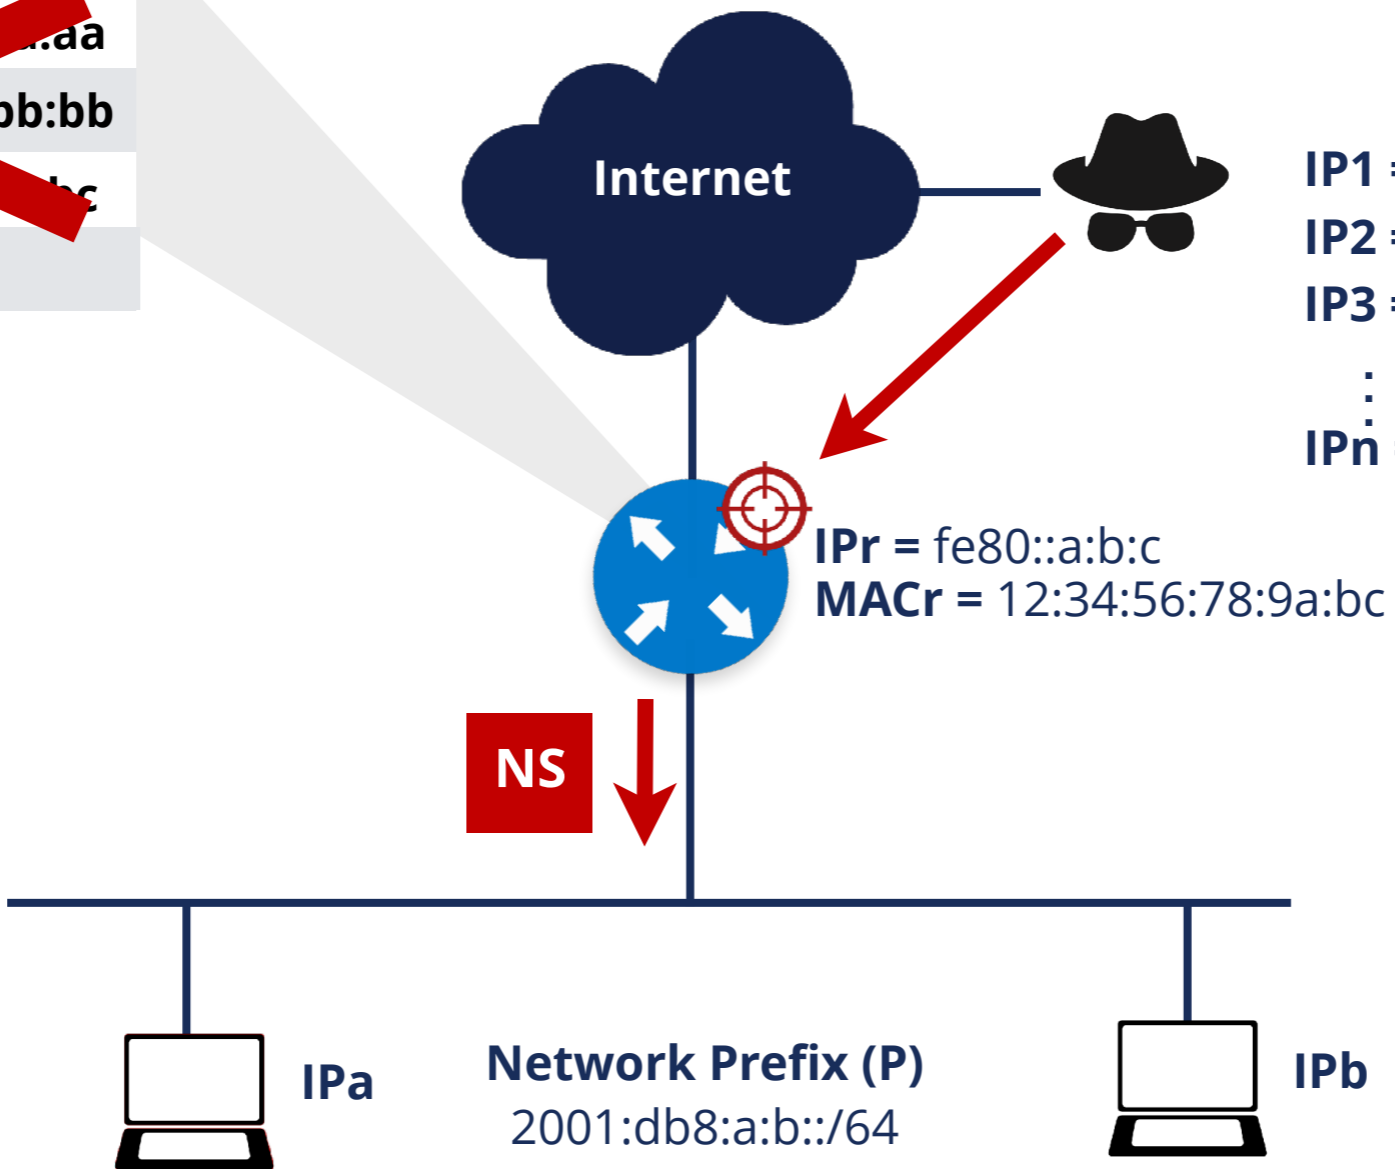 bb:bb
Internet
IP1 =
IP2 =
IP3 =
:
:
IPn
IPr = fe80::a:b:c
MACr = 12:34:56:78:9a:bc
NS
IPa
Network Prefix (P)
2001:db8:a:b::/64
IPb